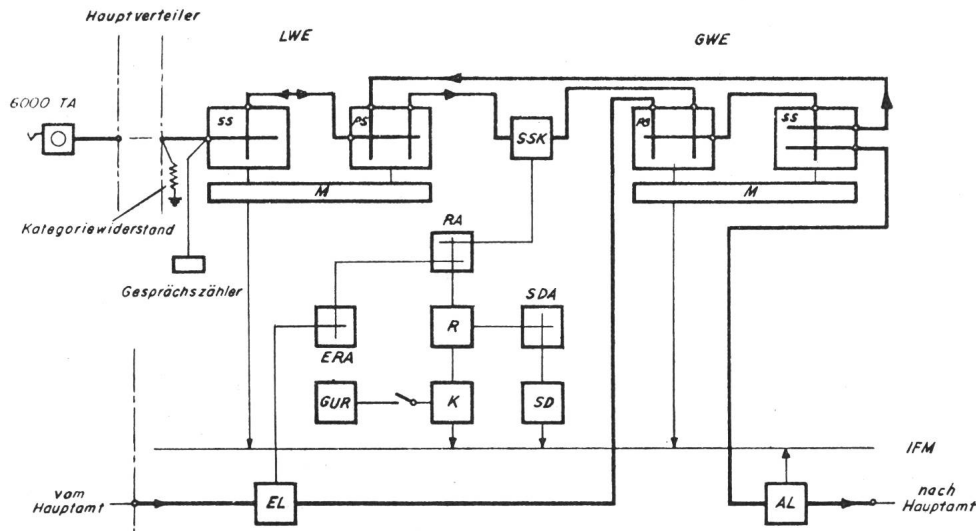 Hauptverteiler
LWE
GWE
6000 TA
SS
PS
SSK
PS
SS
M
M
Kategoriewiderstand
RA
Gesprächszähler
SDA
R
ERA
GUR
K
SD
IFM
vom
Hauptamt
EL
AL
nach
Hauptamt